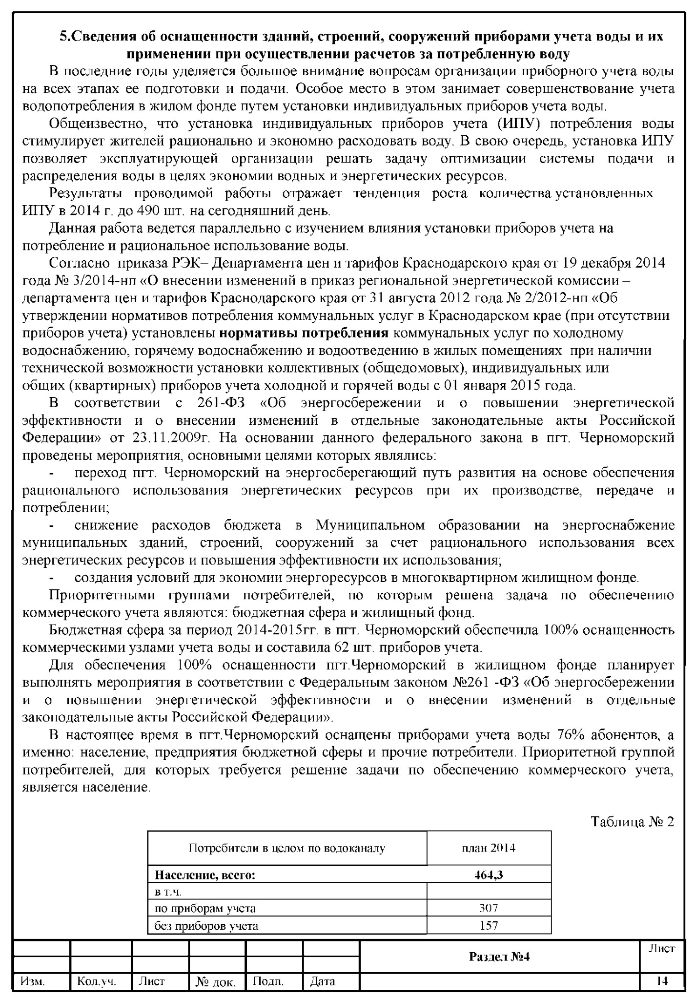 5.Сведения об оснащенности зданий, строений, сооружений приборами учета воды и их
применении при осуществлении расчетов за потребленную воду
В последние годы уделяется большое внимание вопросам организации приборного учета воды
на всех этапах ее подготовки и подачи. Особое место в этом занимает совершенствование учета
водопотребления в жилом фонде путем установки индивидуальных приборов учета воды.
Общеизвестно, что установка индивидуальных приборов учета (ИПУ) потребления воды
стимулирует жителей рационально и экономно расходовать воду. В свою очередь, установка ИПУ
позволяет эксплуатирующей организации решать задачу оптимизации системы подачи и
распределения воды в целях экономии водных и энергетических ресурсов.
Результаты проводимой работы отражает тенденция роста количества установленных
ИПУ в 2014 г. до 490 шт. на сегодняшний день.
Данная работа ведется параллельно с изучением влияния установки приборов учета на
потребление и рациональное использование воды.
Согласно приказа РЭК– Департамента цен и тарифов Краснодарского края от 19 декабря 2014
года № 3/2014-нп «О внесении изменений в приказ региональной энергетической комиссии –
департамента цен и тарифов Краснодарского края от 31 августа 2012 года № 2/2012-нп «Об
утверждении нормативов потребления коммунальных услуг в Краснодарском крае (при отсутствии
приборов учета) установлены нормативы потребления коммунальных услуг по холодному
водоснабжению, горячему водоснабжению и водоотведению в жилых помещениях при наличии
технической возможности установки коллективных (общедомовых), индивидуальных или
общих (квартирных) приборов учета холодной и горячей воды с 01 января 2015 года.
В соответствии с 261-ФЗ «Об энергосбережении и о повышении энергетической
эффективности и о внесении изменений в отдельные законодательные акты Российской
Федерации» от 23.11.2009г. На основании данного федерального закона в пгт. Черноморский
проведены мероприятия, основными целями которых являлись:
- переход пгт. Черноморский на энергосберегающий путь развития на основе обеспечения
рационального использования энергетических ресурсов при их производстве, передаче и
потреблении;
- снижение расходов бюджета в Муниципальном образовании на энергоснабжение
муниципальных зданий, строений, сооружений за счет рационального использования всех
энергетических ресурсов и повышения эффективности их использования;
- создания условий для экономии энергоресурсов в многоквартирном жилищном фонде.
Приоритетными группами потребителей, по которым решена задача по обеспечению
коммерческого учета являются: бюджетная сфера и жилищный фонд.
Бюджетная сфера за период 2014-2015гг. в пгт. Черноморский обеспечила 100% оснащенность
коммерческими узлами учета воды и составила 62 шт. приборов учета.
Для обеспечения 100% оснащенности пгт.Черноморский в жилищном фонде планирует
выполнять мероприятия в соответствии с Федеральным законом №261 -ФЗ «Об энергосбережении
и о повышении энергетической эффективности и о внесении изменений в отдельные
законодательные акты Российской Федерации».
В настоящее время в пгт.Черноморский оснащены приборами учета воды 76% абонентов, а
именно: население, предприятия бюджетной сферы и прочие потребители. Приоритетной группой
потребителей, для которых требуется решение задачи по обеспечению коммерческого учета,
является население.
Таблица № 2
Потребители в целом по водоканалу план 2014
Население, всего: 464,3
в т.ч.
по приборам учета 307
без приборов учета 157
Раздел №4 Лист
Изм. Кол.уч. Лист № док. Подп. Дата 14